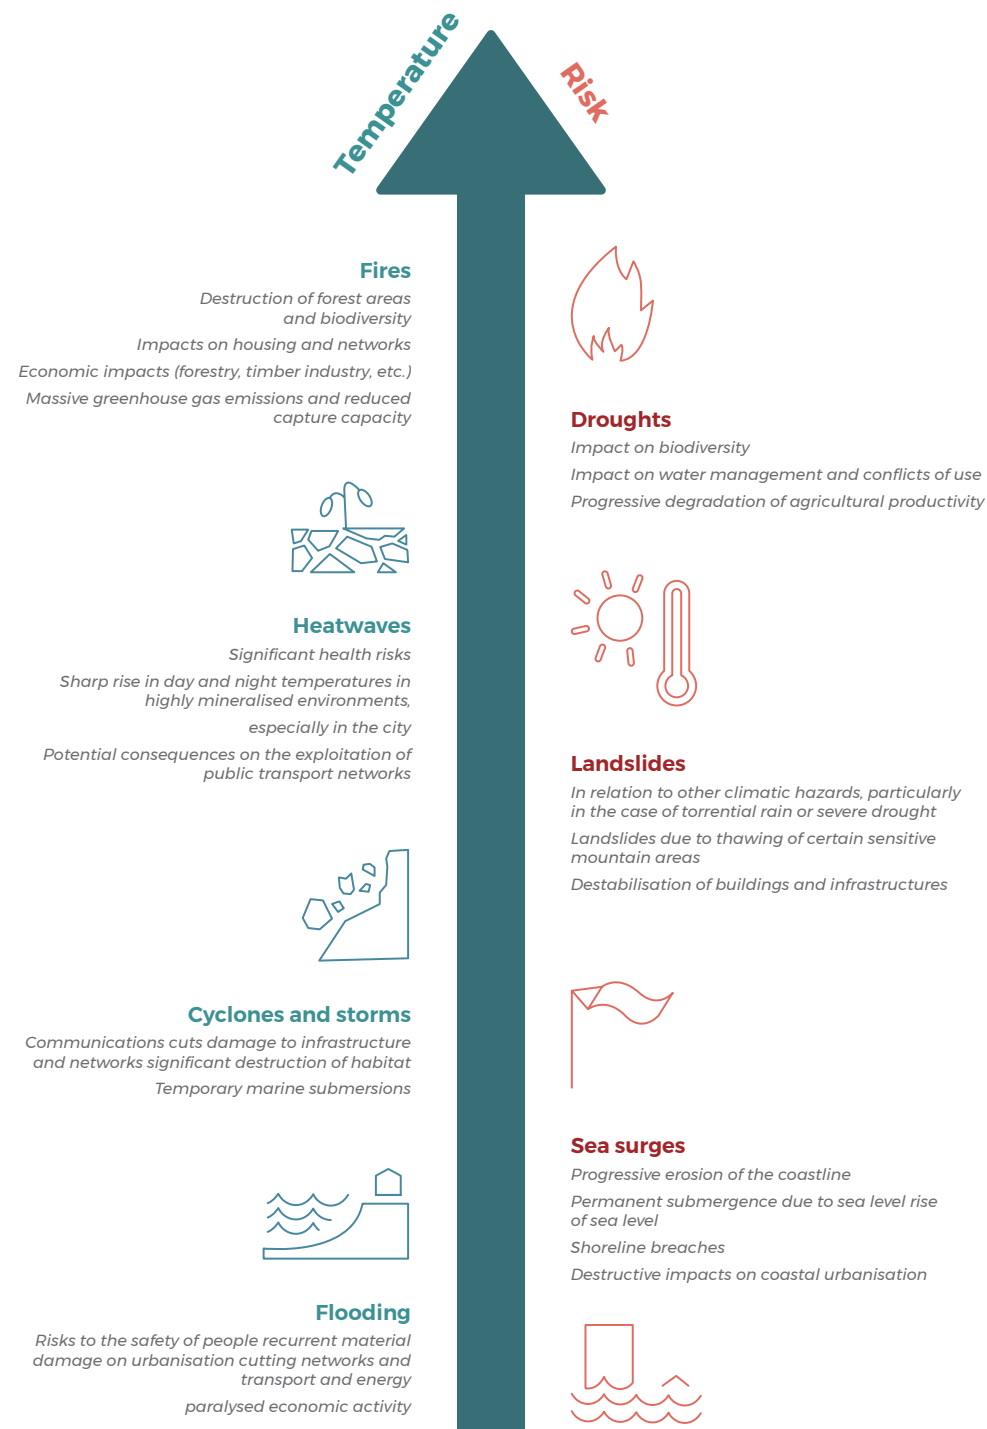 Temperature
Risk
Fires
Destruction of forest areas
and biodiversity
Impacts on housing and networks
Economic impacts (forestry, timber industry, etc.)
Massive greenhouse gas emissions and reduced
capture capacity
Droughts
Impact on biodiversity
Impact on water management and conflicts of use
Progressive degradation of agricultural productivity
Heatwaves
Significant health risks
Sharp rise in day and night temperatures in
highly mineralised environments,
especially in the city
Potential consequences on the exploitation of
public transport networks
Landslides
In relation to other climatic hazards, particularly
in the case of torrential rain or severe drought
Landslides due to thawing of certain sensitive
mountain areas
Destabilisation of buildings and infrastructures
Cyclones and storms
Communications cuts damage to infrastructure
and networks significant destruction of habitat
Temporary marine submersions
Sea surges
Progressive erosion of the coastline
Permanent submergence due to sea level rise
of sea level
Shoreline breaches
Destructive impacts on coastal urbanisation
Flooding
Risks to the safety of people recurrent material
damage on urbanisation cutting networks and
transport and energy
paralysed economic activity